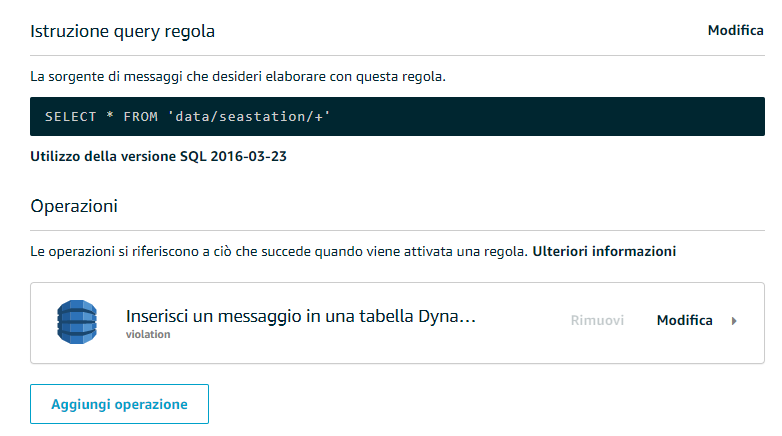 Istruzione query regola
Modifica
La sorgente di messaggi che desideri elaborare con questa regola.
SELECT * FROM 'data/seastation/+'
Utilizzo della versione SQL 2016-03-23
Operazioni
Le operazioni si riferiscono a ciò che succede quando viene attivata una regola. Ulteriori informazioni
Inserisci un messaggio in una tabella Dyna...
violation
Rimuovi
Modifica
Aggiungi operazione